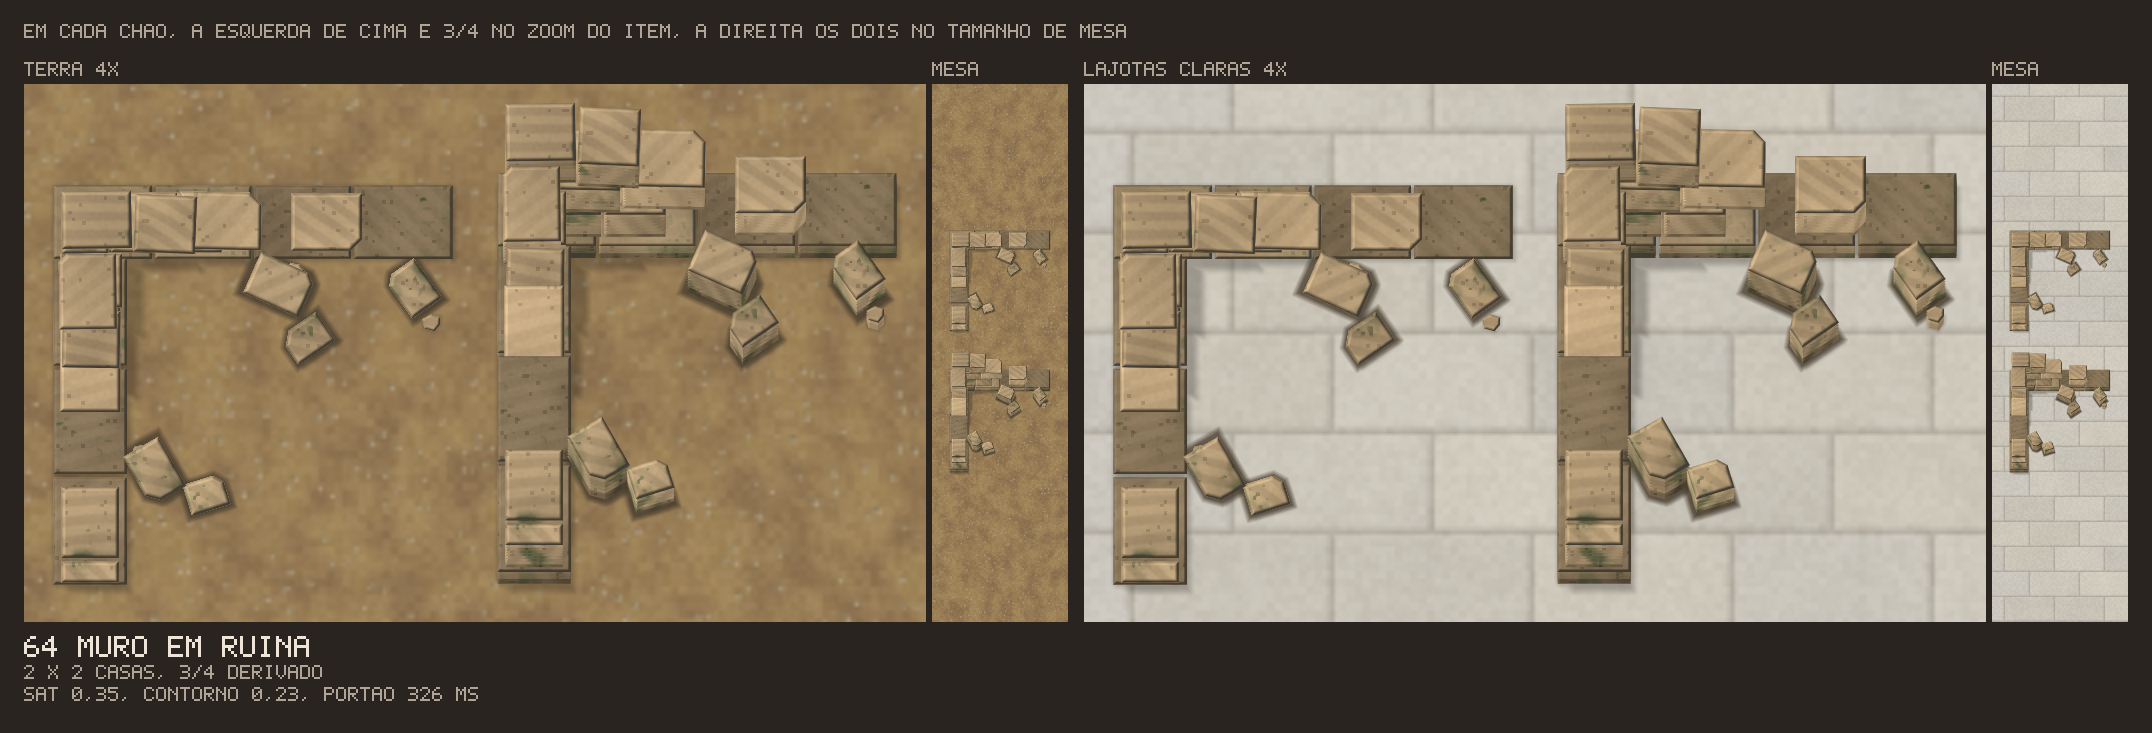 EM CADA CHAO, A ESQUERDA DE CIMA E 3/4 NO ZOOM DO ITEM, A DIREITA OS DOIS NO TAMANHO DE MESA
TERRA 4X
MESA
LAJOTAS CLARAS 4X
MESA
64 MURO EM RUINA
2 X 2 CASAS, 3/4 DERIVADO
SAT 0,35, CONTORNO 0,23, PORTAO 326 MS